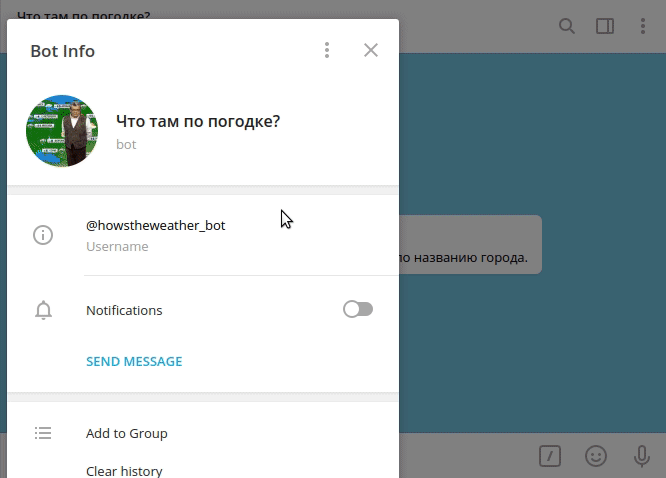 Что там по погодке?
Bot Info
Что там по погодке?
bot
@howstheweather_bot
Username
по названию города.
Notifications
SEND MESSAGE
Add to Group
Clear history